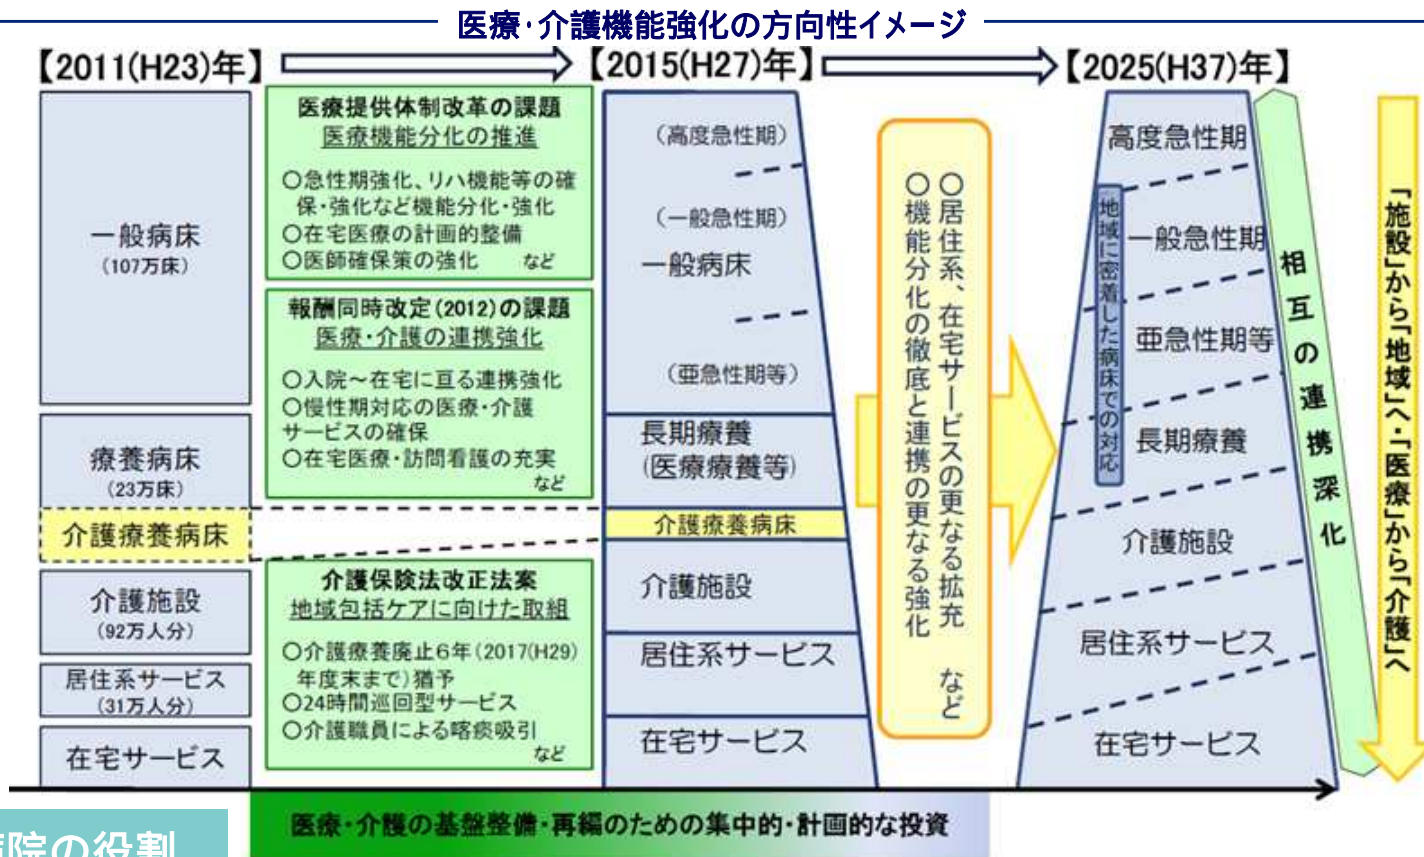 医療・介護機能強化の方向性イメージ
【2011(H23)年】
【2015(H27)年】
【2025(H37)年】
一般病床
(107万床)
療養病床
(23万床)
介護療養病床
介護施設
(92万人分)
居住系サービス
(31万人分)
在宅サービス
医療提供体制改革の課題
医療機能分化の推進
○急性期強化、リハ機能等の確
保・強化など機能分化・強化
○在宅医療の計画的整備
○医師確保策の強化 など
報酬同時改定(2012)の課題
医療・介護の連携強化
○入院~在宅に亘る連携強化
○慢性期対応の医療・介護
サービスの確保
○在宅医療・訪問看護の充実
など
介護保険法改正法案
地域包括ケアに向けた取組
○介護療養廃止6年(2017(H29)
年度末まで)猶予
○24時間巡回型サービス
○介護職員による喀痰吸引
など
(高度急性期)
(一般急性期)
一般病床
(亜急性期等)
長期療養
(医療療養等)
介護療養病床
介護施設
居住系サービス
在宅サービス
○居住系、在宅サービスの更なる拡充 など
○機能分化の徹底と連携の更なる強化
高度急性期
一般急性期
亜急性期等
長期療養
介護施設
居住系サービス
在宅サービス
地域に密着した病床での対応
相互の連携深化
「施設」から「地域」へ・「医療」から「介護」へ
医療・介護の基盤整備・再編のための集中的・計画的な投資
病院の役割